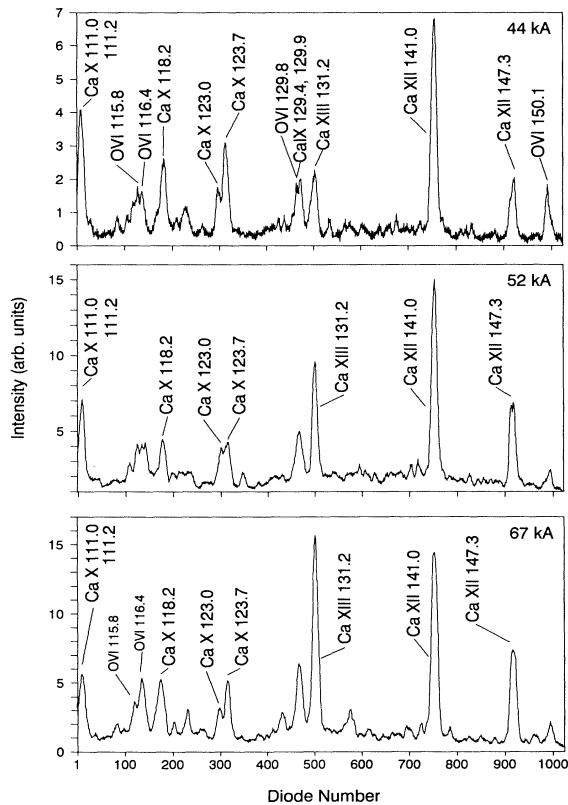 44 kA
7
6
5
4
3
2
1
0
Ca X 111.0
111.2
OVI 115.8
OVI 116.4
Ca X 118.2
Ca X 123.0
Ca X 123.7
OVI 129.8
CaIX 129.4, 129.9
Ca XIII 131.2
Ca XII 141.0
Ca XII 147.3
OVI 150.1
52 kA
15
10
5
Ca X 111.0
111.2
Ca X 118.2
Ca X 123.0
Ca X 123.7
Ca XIII 131.2
Ca XII 141.0
Ca XII 147.3
Intensity (arb. units)
67 kA
15
10
5
0
Ca X 111.0
111.2
OVI 115.8
OVI 116.4
Ca X 118.2
Ca X 123.0
Ca X 123.7
Ca XIII 131.2
Ca XII 141.0
Ca XII 147.3
1 100 200 300 400 500 600 700 800 900 1000
Diode Number